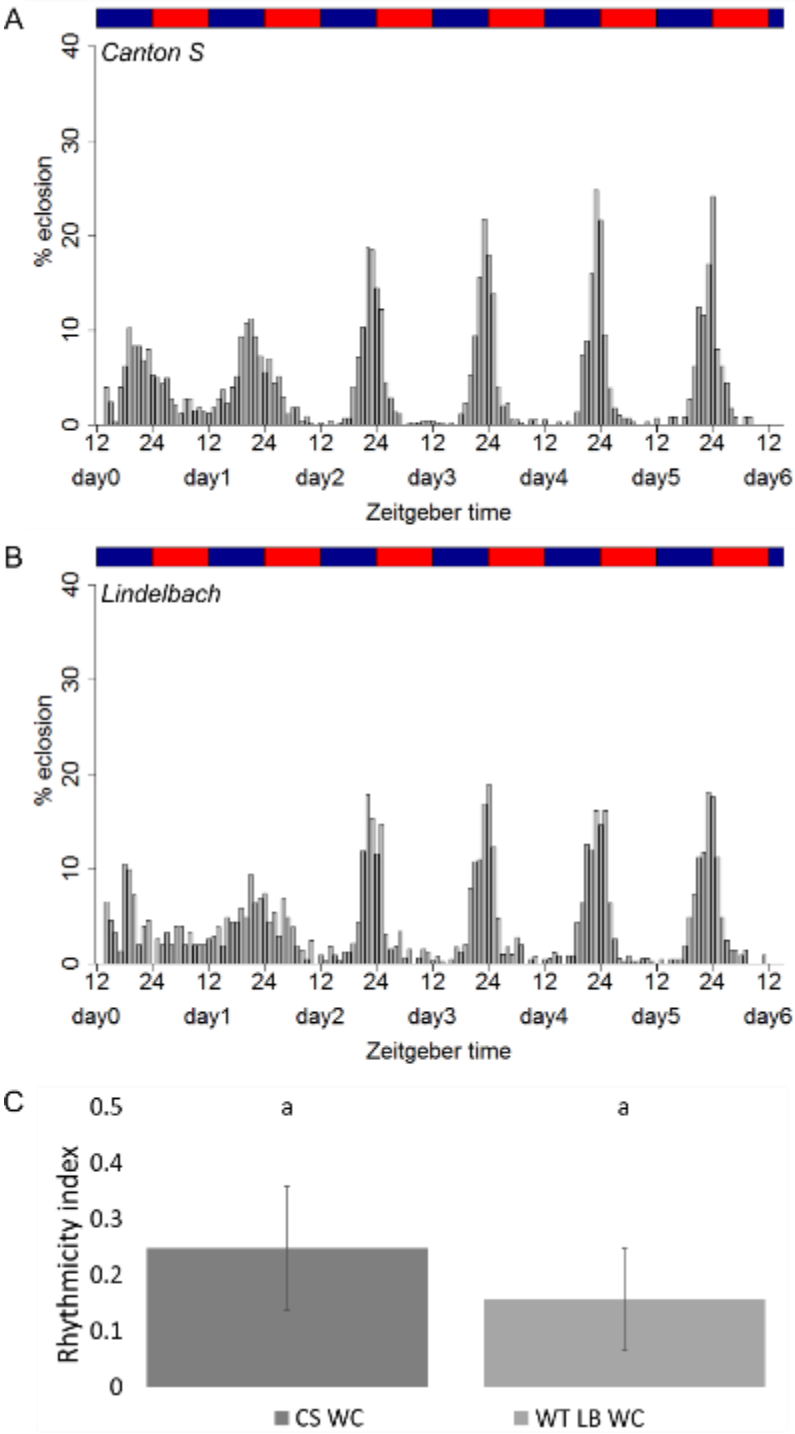 A
Canton S
40
30
20
10
0
% eclosion
12 24 12 24 12 24 12 24 12 24 12 24 12
day0 day1 day2 day3 day4 day5 day6
Zeitgeber time
B
Lindelbach
40
30
20
10
0
% eclosion
12 24 12 24 12 24 12 24 12 24 12 24 12
day0 day1 day2 day3 day4 day5 day6
Zeitgeber time
C
0.5 a a
0.4
0.3
0.2
0.1
0
Rhythmicity index
CS WC WT LB WC